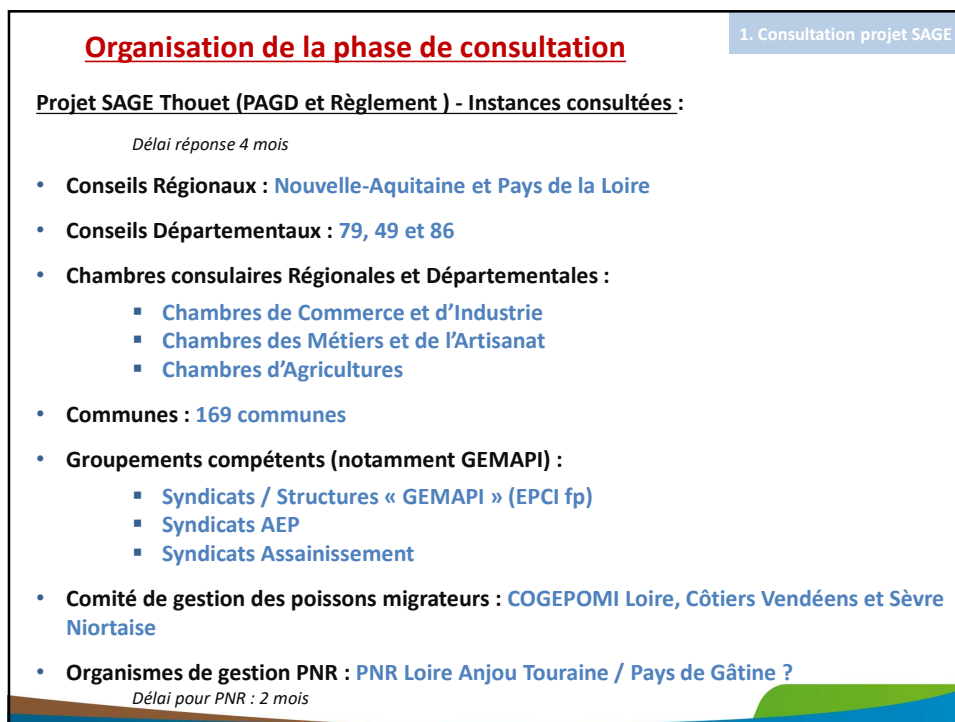 Organisation de la phase de consultation
1. Consultation projet SAGE
Projet SAGE Thouet (PAGD et Règlement ) - Instances consultées :
Délai réponse 4 mois
• Conseils Régionaux : Nouvelle-Aquitaine et Pays de la Loire
• Conseils Départementaux : 79, 49 et 86
• Chambres consulaires Régionales et Départementales :
▪ Chambres de Commerce et d’Industrie
▪ Chambres des Métiers et de l’Artisanat
▪ Chambres d’Agricultures
• Communes : 169 communes
• Groupements compétents (notamment GEMAPI) :
▪ Syndicats / Structures « GEMAPI » (EPCI fp)
▪ Syndicats AEP
▪ Syndicats Assainissement
• Comité de gestion des poissons migrateurs : COGEPOMI Loire, Côtiers Vendéens et Sèvre
Niortaise
• Organismes de gestion PNR : PNR Loire Anjou Touraine / Pays de Gâtine ?
Délai pour PNR : 2 mois